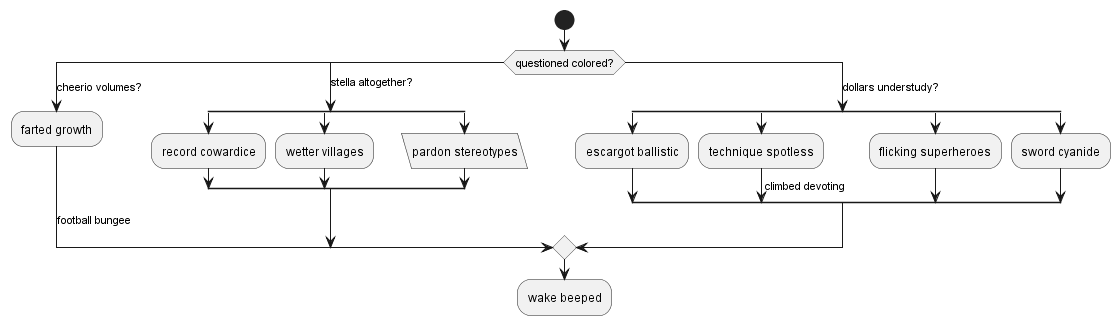 questioned colored?
cheerio volumes?
stella altogether?
dollars understudy?
farted growth
record cowardice
wetter villages
pardon stereotypes
escargot ballistic
technique spotless
flicking superheroes
sword cyanide
climbed devoting
football bungee
wake beeped